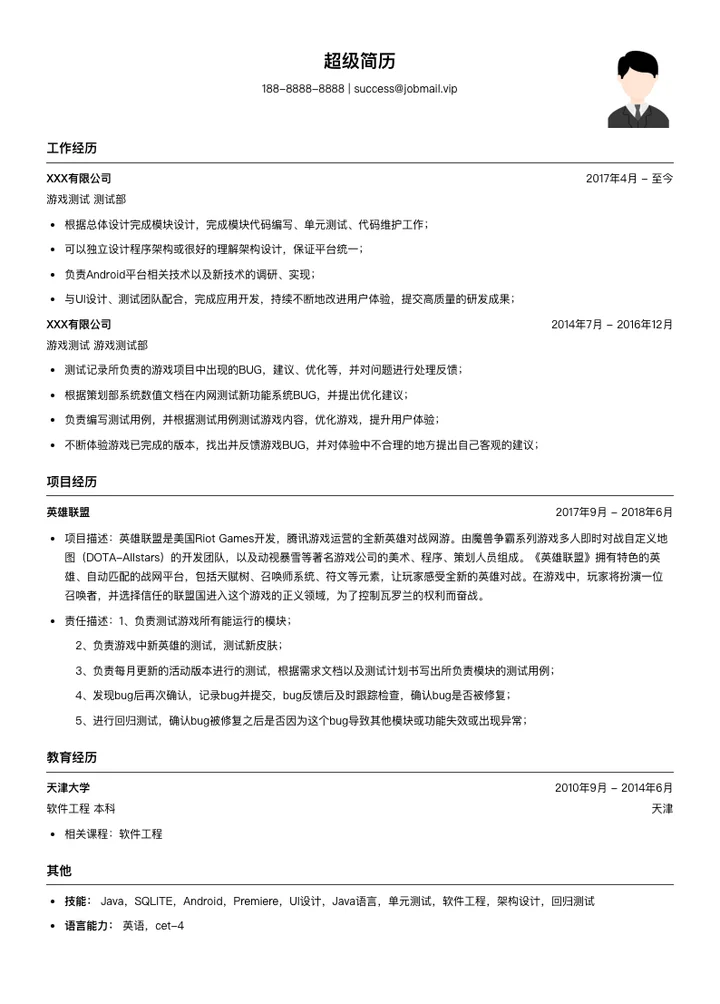 超级简历
188-8888-8888 | success@jobmail.vip
工作经历
XXX有限公司 2017年4月 – 至今
游戏测试 测试部
• 根据总体设计完成模块设计，完成模块代码编写、单元测试、代码维护工作；
• 可以独立设计程序架构或很好的理解架构设计，保证平台统一；
• 负责Android平台相关技术以及新技术的调研、实现；
• 与UI设计、测试团队配合，完成应用开发，持续不断地改进用户体验，提交高质量的研发成果；
XXX有限公司 2014年7月 – 2016年12月
游戏测试 游戏测试部
• 测试记录所负责的游戏项目中出现的BUG，建议、优化等，并对问题进行处理反馈；
• 根据策划部系统数值文档在内网测试新功能系统BUG，并提出优化建议；
• 负责编写测试用例，并根据测试用例测试游戏内容，优化游戏，提升用户体验；
• 不断体验游戏已完成的版本，找出并反馈游戏BUG，并对体验中不合理的地方提出自己客观的建议；
项目经历
英雄联盟 2017年9月 – 2018年6月
• 项目描述：英雄联盟是美国Riot Games开发，腾讯游戏运营的全新英雄对战网游。由魔兽争霸系列游戏多人即时对战自定义地
图（DOTA-Allstars）的开发团队，以及动视暴雪等著名游戏公司的美术、程序、策划人员组成。《英雄联盟》拥有特色的英
雄、自动匹配的战网平台，包括天赋树、召唤师系统、符文等元素，让玩家感受全新的英雄对战。在游戏中，玩家将扮演一位
召唤者，并选择信任的联盟国进入这个游戏的正义领域，为了控制瓦罗兰的权利而奋战。
• 责任描述：1、负责测试游戏所有能运行的模块；
2、负责游戏中新英雄的测试，测试新皮肤；
3、负责每月更新的活动版本进行的测试，根据需求文档以及测试计划书写出所负责模块的测试用例；
4、发现bug后再次确认，记录bug并提交，bug反馈后及时跟踪检查，确认bug是否被修复；
5、进行回归测试，确认bug被修复之后是否因为这个bug导致其他模块或功能失效或出现异常；
教育经历
天津大学 2010年9月 – 2014年6月
软件工程 本科 天津
• 相关课程：软件工程
其他
• 技能： Java，SQLITE，Android，Premiere，UI设计，Java语言，单元测试，软件工程，架构设计，回归测试
• 语言能力： 英语，cet-4